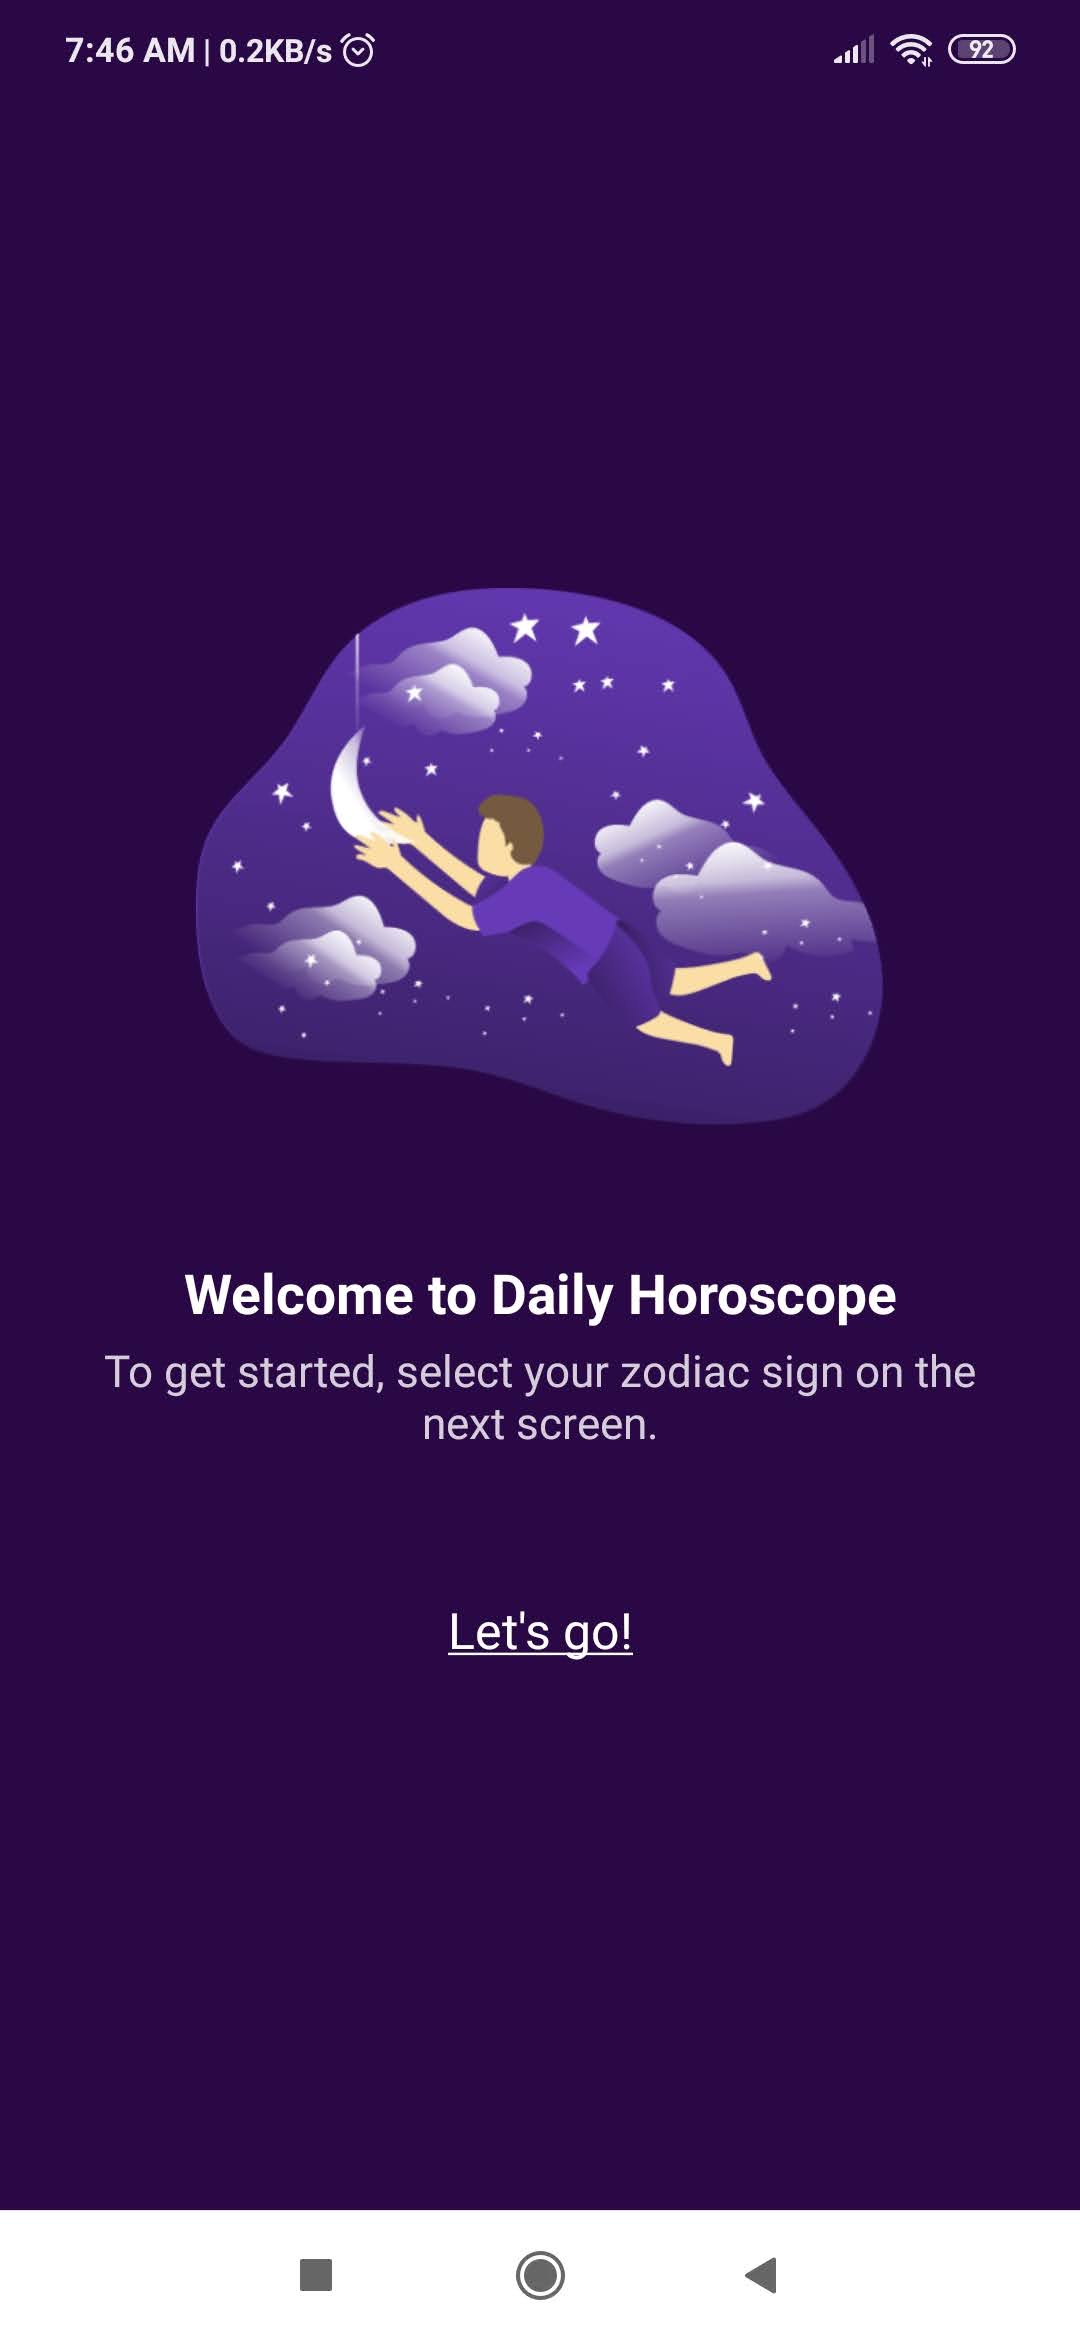 7:46 AM | 0.2KB/s
92
Welcome to Daily Horoscope
To get started, select your zodiac sign on the
next screen.
Let's go!